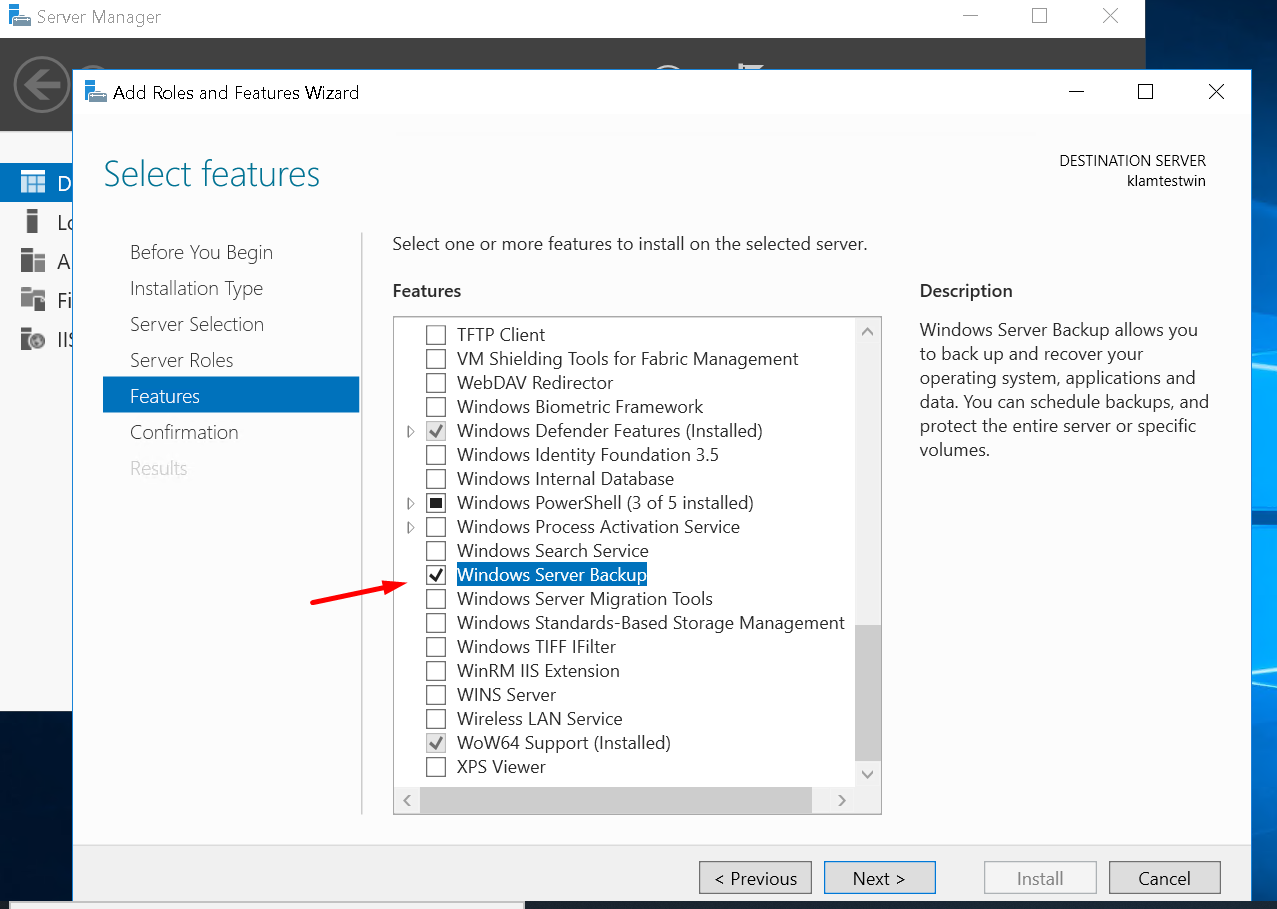 Server Manager
Add Roles and Features Wizard
Select features
DESTINATION SERVER
klamtestwin
Before You Begin
Installation Type
Server Selection
Server Roles
Features
Confirmation
Results
Select one or more features to install on the selected server.
Features
TFTP Client
VM Shielding Tools for Fabric Management
WebDAV Redirector
Windows Biometric Framework
Windows Defender Features (Installed)
Windows Identity Foundation 3.5
Windows Internal Database
Windows PowerShell (3 of 5 installed)
Windows Process Activation Service
Windows Search Service
Windows Server Backup
Windows Server Migration Tools
Windows Standards-Based Storage Management
Windows TIFF IFilter
WinRM IIS Extension
WINS Server
Wireless LAN Service
WoW64 Support (Installed)
XPS Viewer
Description
Windows Server Backup allows you
to back up and recover your
operating system, applications and
data. You can schedule backups, and
protect the entire server or specific
volumes.
< Previous
Next >
Install
Cancel